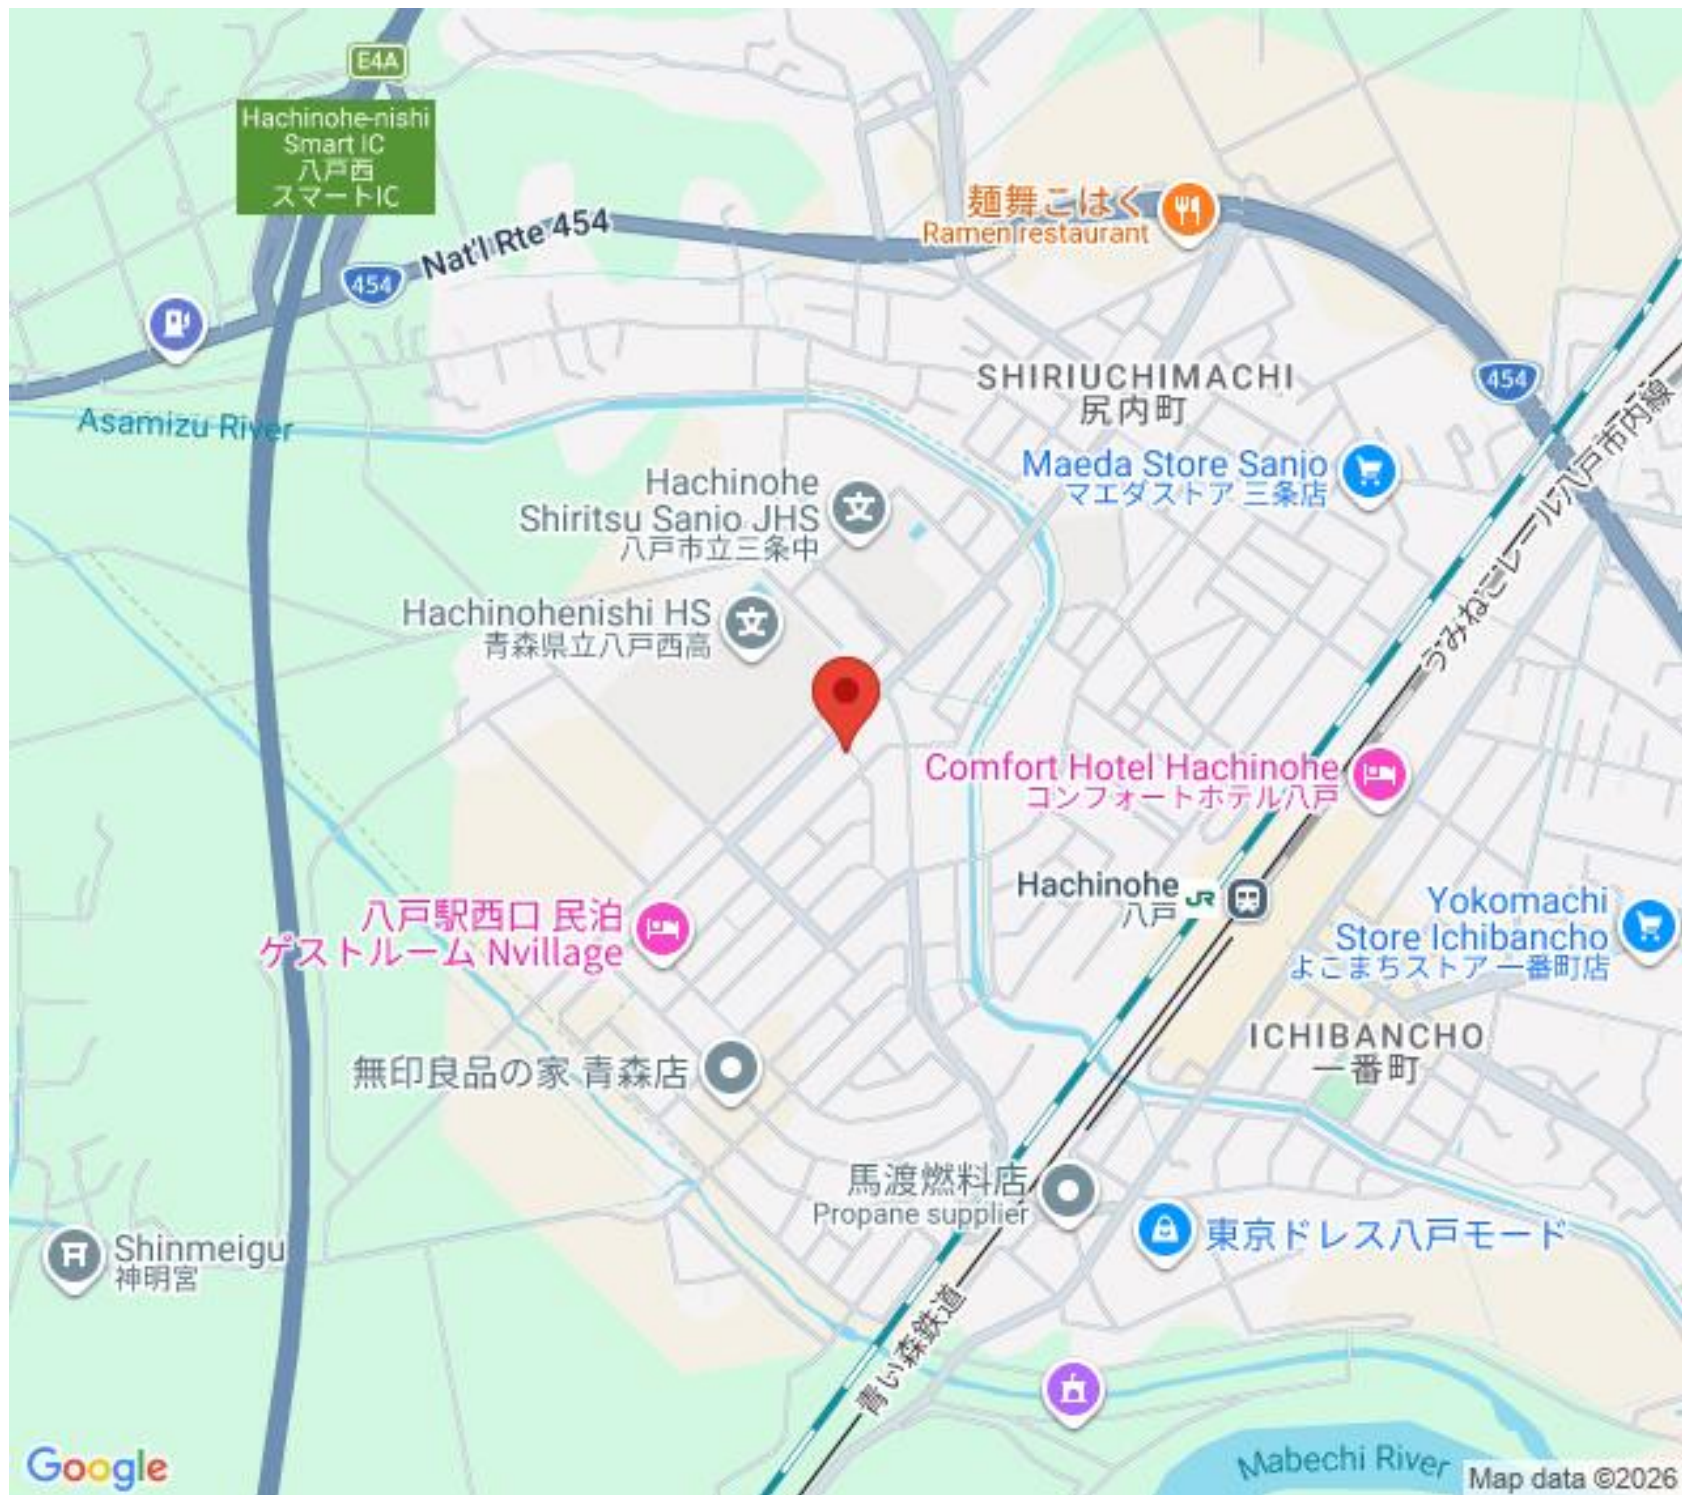 E4A
Hachinohe-nishi
Smart IC
八戸西
スマートIC
Nat'l Rte 454
454
麺舞こはく
Ramen restaurant
SHIRIUCHIMACHI
尻内町
454
Asamizu River
Maeda Store Sanjo
マエダストア 三条店
うみねこレール八戸市内線
Hachinohe
Shiritsu Sanjo JHS
八戸市立三条中
Hachinohenishi HS
青森県立八戸西高
Comfort Hotel Hachinohe
コンフォートホテル八戸
Hachinohe
八戸
JR
八戸駅西口 民泊
ゲストルーム Nvillage
Yokomachi
Store Ichibancho
よこまちストア 一番町店
ICHIBANCHO
一番町
無印良品の家 青森店
馬渡燃料店
Propane supplier
東京ドレス八戸モード
Shinmeigu
神明宮
青い森鉄道
Mabechi River
Google
Map data ©2026